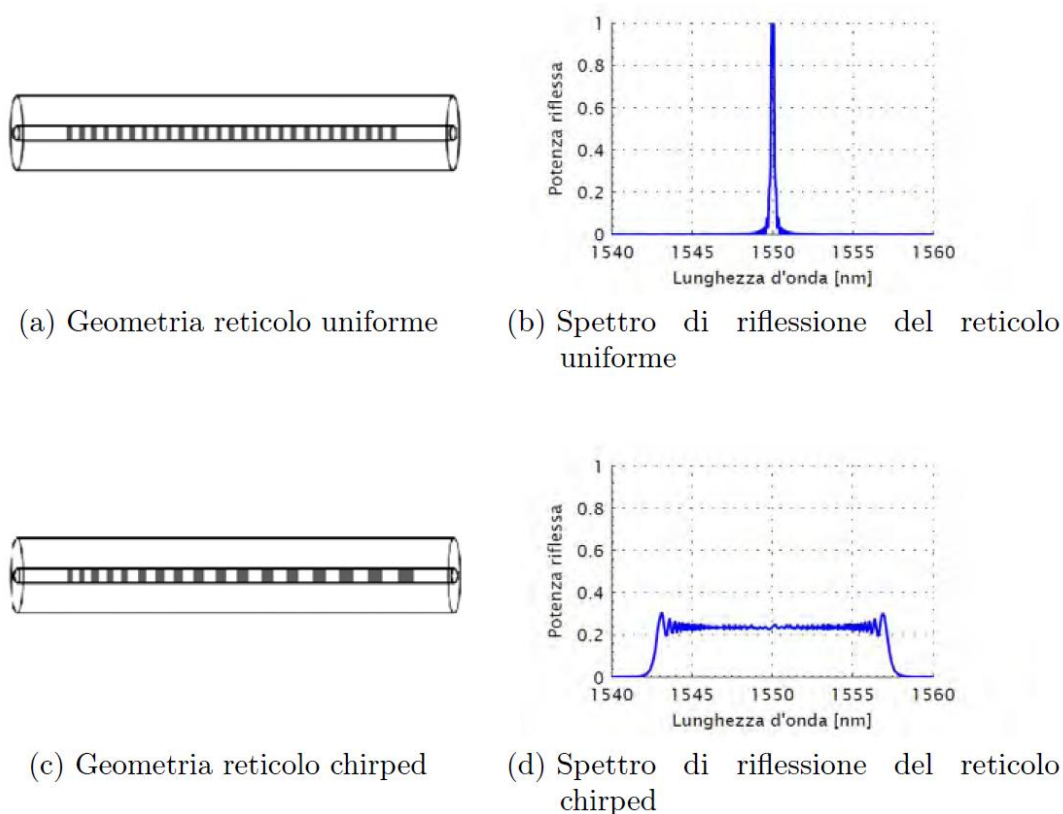 1
0.8
0.6
0.4
0.2
0
Potenza riflessa
1540 1545 1550 1555 1560
Lunghezza d'onda [nm]
(a) Geometria reticolo uniforme
(b) Spettro di riflessione del reticolo
uniforme
1
0.8
0.6
0.4
0.2
0
Potenza riflessa
1540 1545 1550 1555 1560
Lunghezza d'onda [nm]
(c) Geometria reticolo chirped
(d) Spettro di riflessione del reticolo
chirped